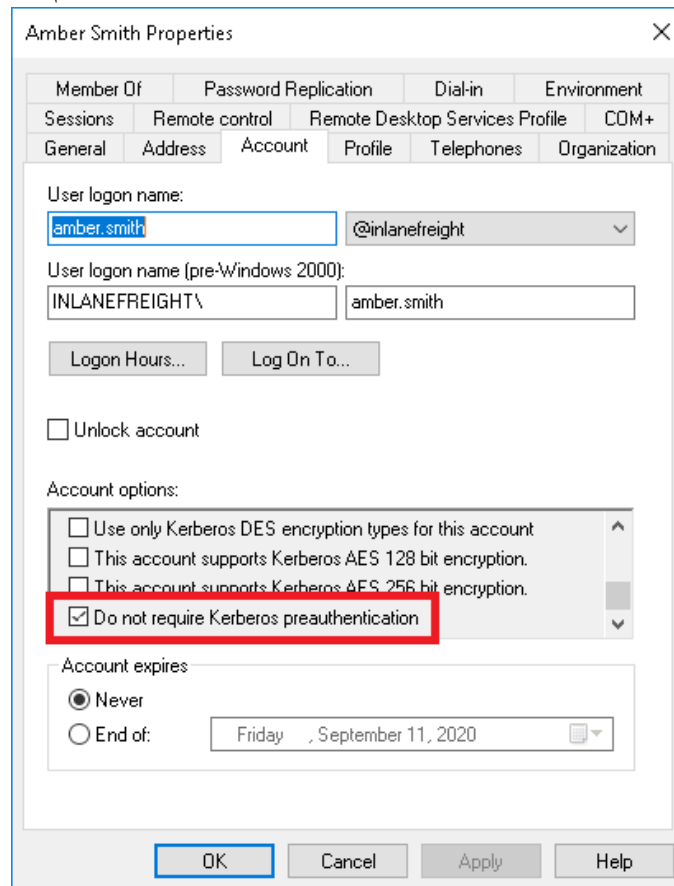 Amber Smith Properties
Member Of Password Replication Dial-in Environment
Sessions Remote control Remote Desktop Services Profile COM+
General Address Account Profile Telephones Organization
User logon name:
amber.smith @inlanefreight
User logon name (pre-Windows 2000):
INLANEFREIGHT\ amber.smith
Logon Hours... Log On To...
Unlock account
Account options:
Use only Kerberos DES encryption types for this account
This account supports Kerberos AES 128 bit encryption.
This account supports Kerberos AES 256 bit encryption.
Do not require Kerberos preauthentication
Account expires
Never
End of: Friday , September 11, 2020
OK Cancel Apply Help